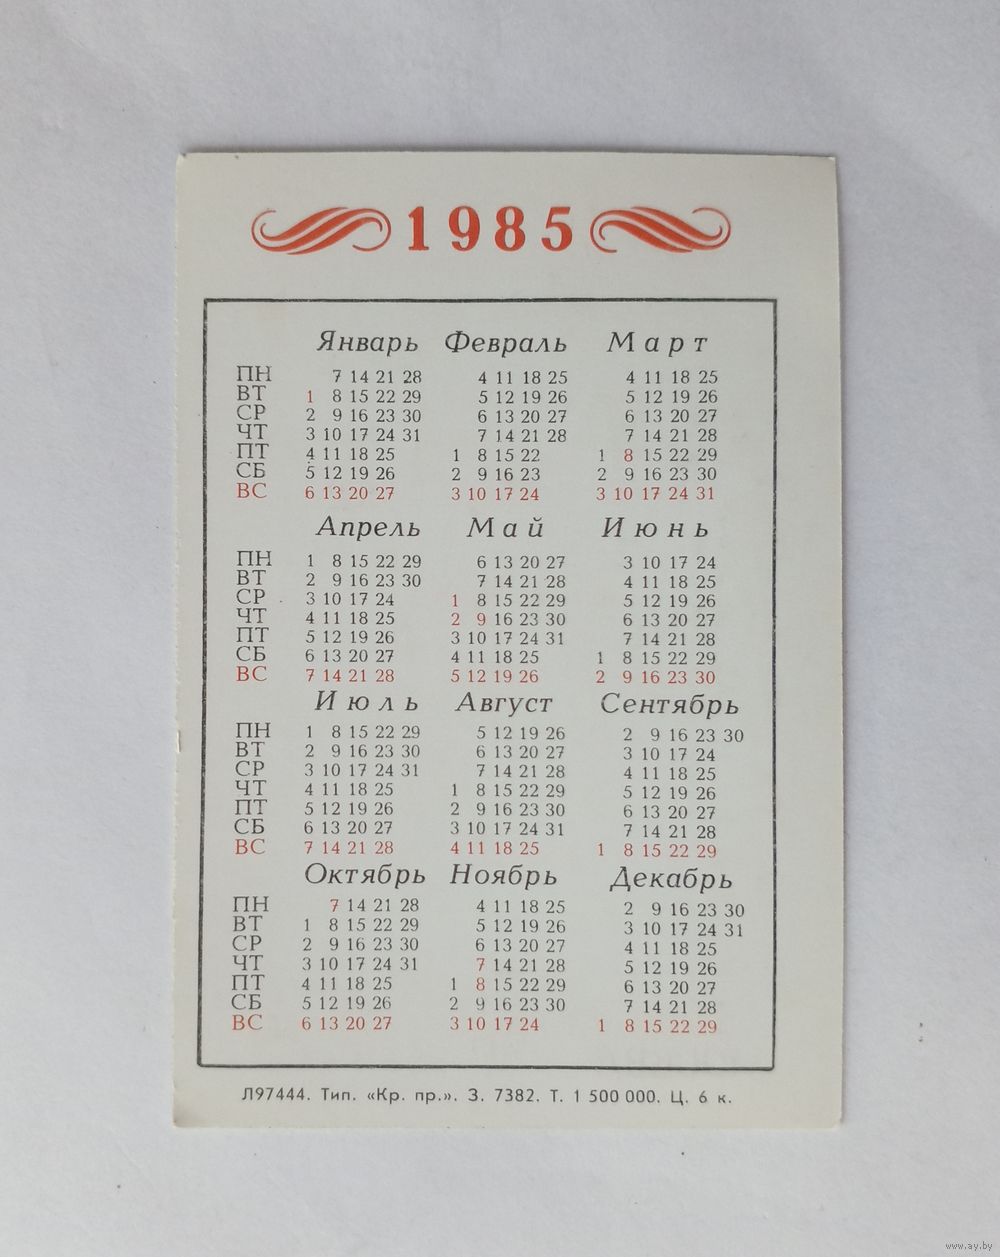 1985
Январь Февраль Март
ПН 7 14 21 28 4 11 18 25 4 11 18 25
ВТ 1 8 15 22 29 5 12 19 26 5 12 19 26
СР 2 9 16 23 30 6 13 20 27 6 13 20 27
ЧТ 3 10 17 24 31 7 14 21 28 7 14 21 28
ПТ 4 11 18 25 1 8 15 22 1 8 15 22 29
СБ 5 12 19 26 2 9 16 23 2 9 16 23 30
ВС 6 13 20 27 3 10 17 24 3 10 17 24 31
Апрель Май Июнь
ПН 1 8 15 22 29 6 13 20 27 3 10 17 24
ВТ 2 9 16 23 30 7 14 21 28 4 11 18 25
СР 3 10 17 24 1 8 15 22 29 5 12 19 26
ЧТ 4 11 18 25 2 9 16 23 30 6 13 20 27
ПТ 5 12 19 26 3 10 17 24 31 7 14 21 28
СБ 6 13 20 27 4 11 18 25 1 8 15 22 29
ВС 7 14 21 28 5 12 19 26 2 9 16 23 30
Июль Август Сентябрь
ПН 1 8 15 22 29 5 12 19 26 2 9 16 23 30
ВТ 2 9 16 23 30 6 13 20 27 3 10 17 24
СР 3 10 17 24 31 7 14 21 28 4 11 18 25
ЧТ 4 11 18 25 1 8 15 22 29 5 12 19 26
ПТ 5 12 19 26 2 9 16 23 30 6 13 20 27
СБ 6 13 20 27 3 10 17 24 31 7 14 21 28
ВС 7 14 21 28 4 11 18 25 1 8 15 22 29
Октябрь Ноябрь Декабрь
ПН 7 14 21 28 4 11 18 25 2 9 16 23 30
ВТ 1 8 15 22 29 5 12 19 26 3 10 17 24 31
СР 2 9 16 23 30 6 13 20 27 4 11 18 25
ЧТ 3 10 17 24 31 7 14 21 28 5 12 19 26
ПТ 4 11 18 25 1 8 15 22 29 6 13 20 27
СБ 5 12 19 26 2 9 16 23 30 7 14 21 28
ВС 6 13 20 27 3 10 17 24 1 8 15 22 29
Л97444. Тип. «Кр. пр.». З. 7382. Т. 1 500 000. Ц. 6 к.
www.ay.by